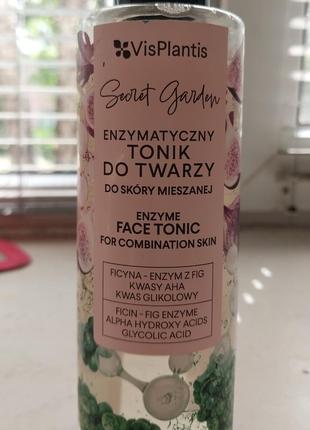 VisPlantis
Secret Garden
ENZYMATYCZNY
TONIK
DO TWARZY
DO SKÓRY MIESZANEJ
ENZYME
FACE TONIC
FOR COMBINATION SKIN
FICYNA - ENZYM Z FIG
KWASY AHA
KWAS GLIKOLOWY
FICIN - FIG ENZYME
ALPHA HYDROXY ACIDS
GLYCOLIC ACID